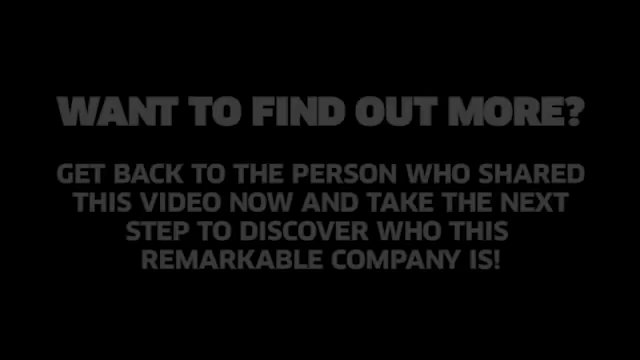 WANT TO FIND OUT MORE?
GET BACK TO THE PERSON WHO SHARED
THIS VIDEO NOW AND TAKE THE NEXT
STEP TO DISCOVER WHO THIS
REMARKABLE COMPANY IS!